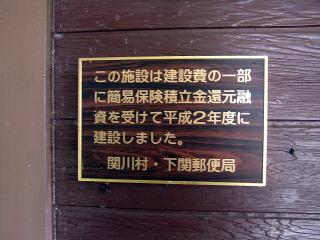 この施設は建設費の一部
に簡易保険積立金還元融
資を受けて平成2年度に
建設しました。
関川村・下関郵便局